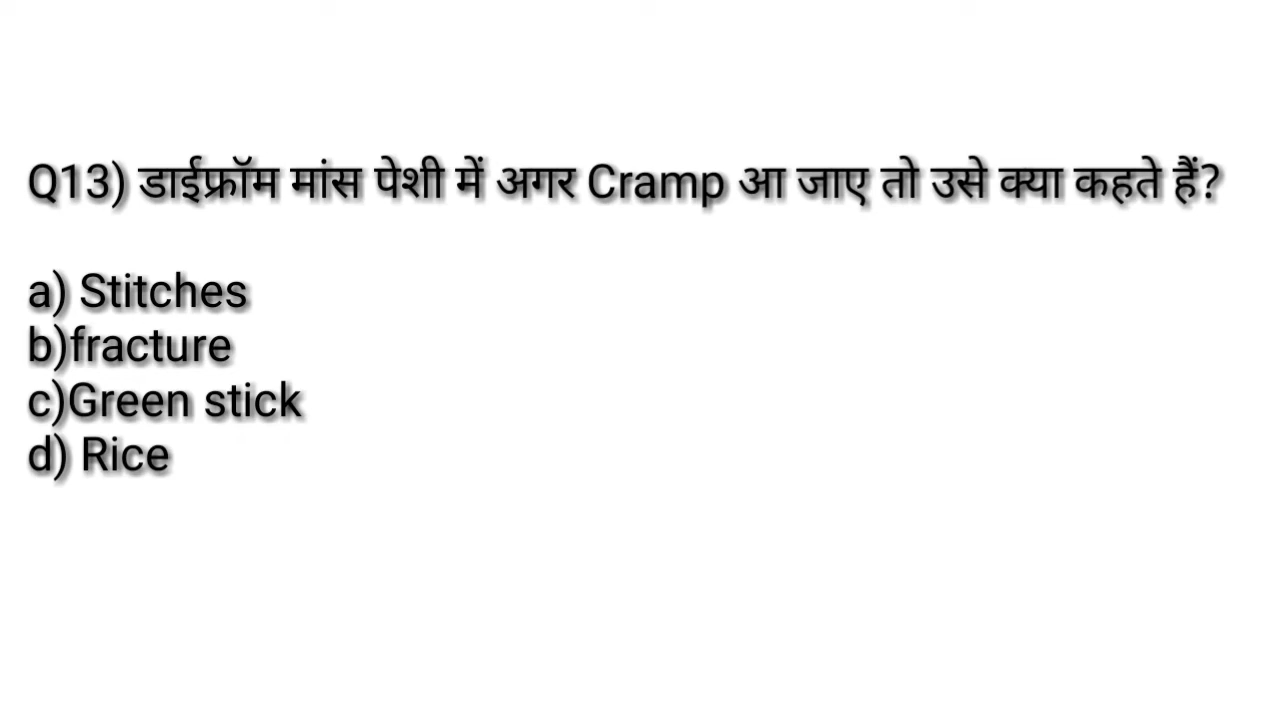 Q13) डाईफ्रॉम मांस पेशी में अगर Cramp आ जाए तो उसे क्या कहते हैं?
a) Stitches
b)fracture
c)Green stick
d) Rice